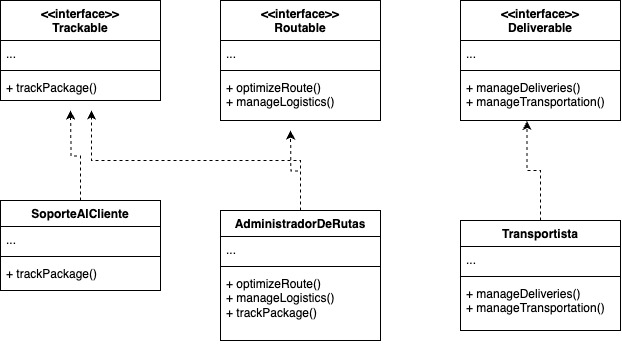 <<interface>>
Trackable
...
+ trackPackage()
<<interface>>
Routable
...
+ optimizeRoute()
+ manageLogistics()
<<interface>>
Deliverable
...
+ manageDeliveries()
+ manageTransportation()
SoporteAlCliente
...
+ trackPackage()
AdministradorDeRutas
...
+ optimizeRoute()
+ manageLogistics()
+ trackPackage()
Transportista
...
+ manageDeliveries()
+ manageTransportation()